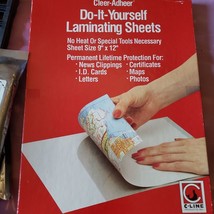 Cleer-Adheer
Do-It-Yourself
Laminating Sheets
No Heat Or Special Tools Necessary
Sheet Size 9" x 12"
Permanent Lifetime Protection For:
· News Clippings · Certificates
· I.D. Cards · Maps
· Letters · Photos
C-LINE